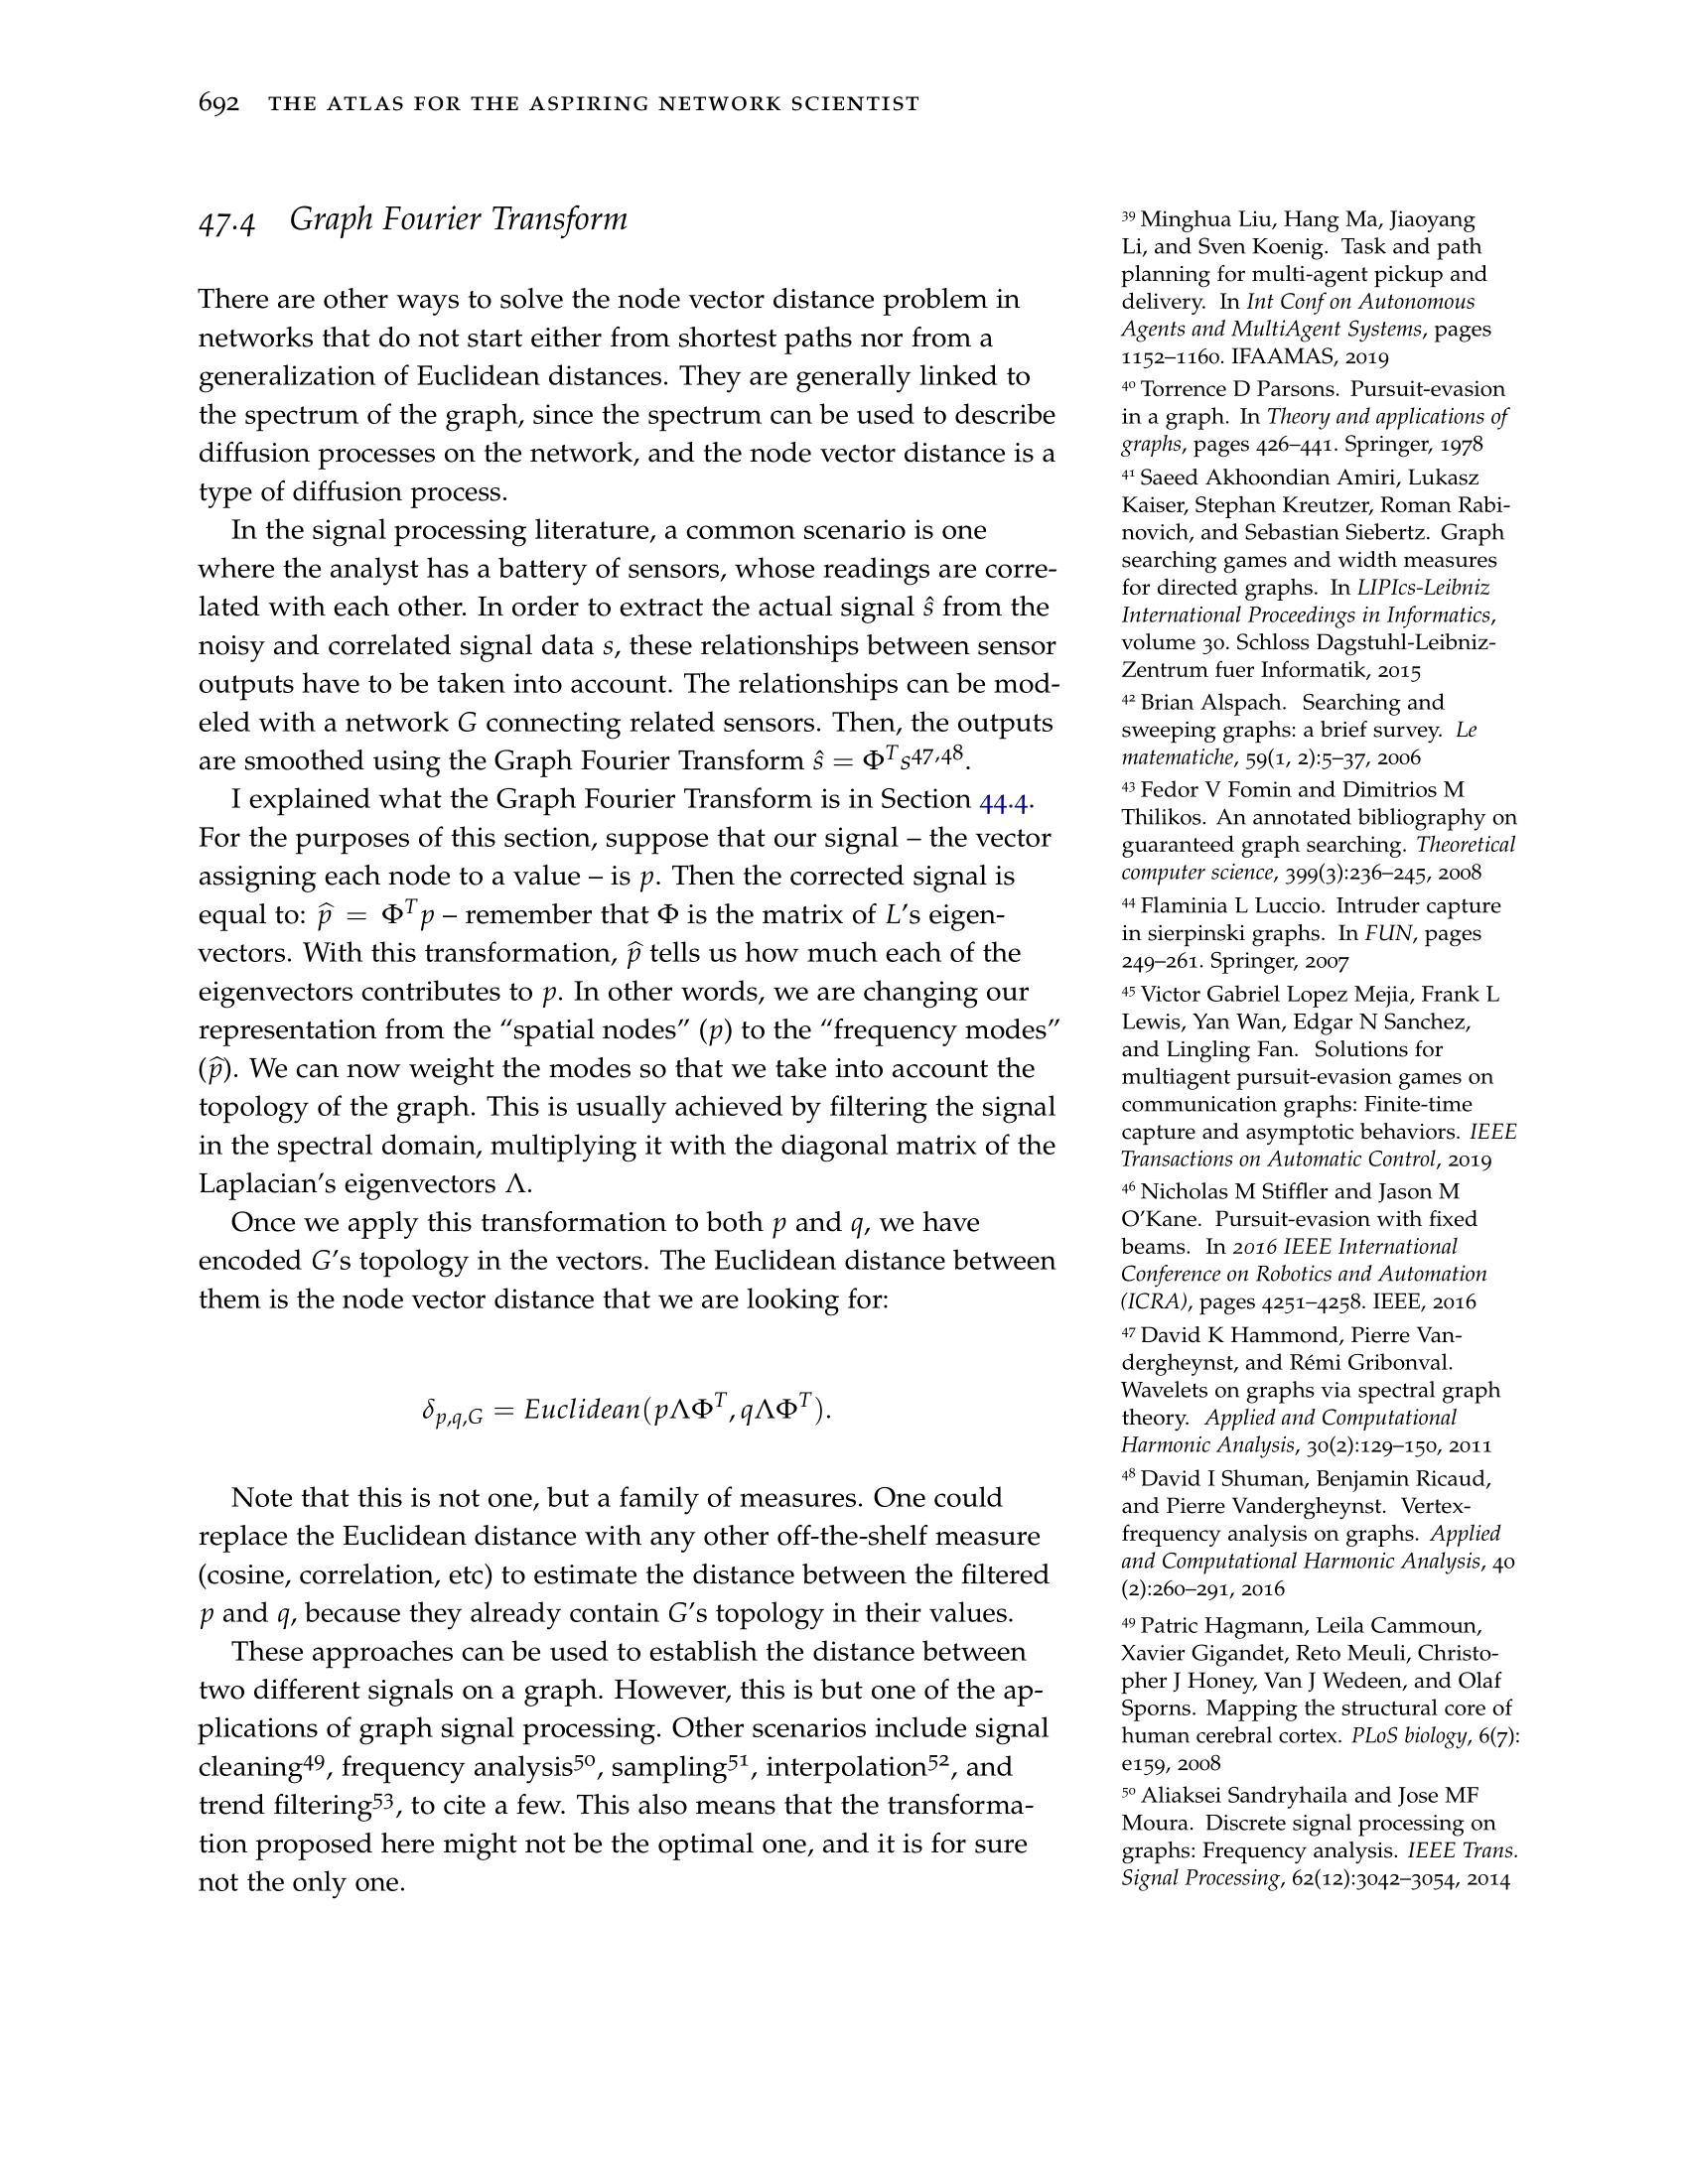 692 THE ATLAS FOR THE ASPIRING NETWORK SCIENTIST
47.4 Graph Fourier Transform
There are other ways to solve the node vector distance problem in
networks that do not start either from shortest paths nor from a
generalization of Euclidean distances. They are generally linked to
the spectrum of the graph, since the spectrum can be used to describe
diffusion processes on the network, and the node vector distance is a
type of diffusion process.
In the signal processing literature, a common scenario is one
where the analyst has a battery of sensors, whose readings are corre-
lated with each other. In order to extract the actual signal ŝ from the
noisy and correlated signal data s, these relationships between sensor
outputs have to be taken into account. The relationships can be mod-
eled with a network G connecting related sensors. Then, the outputs
are smoothed using the Graph Fourier Transform ŝ = Φᵀs⁴⁷,⁴⁸.
I explained what the Graph Fourier Transform is in Section 44.4.
For the purposes of this section, suppose that our signal – the vector
assigning each node to a value – is p. Then the corrected signal is
equal to: p̂ = Φᵀp – remember that Φ is the matrix of L’s eigen-
vectors. With this transformation, p̂ tells us how much each of the
eigenvectors contributes to p. In other words, we are changing our
representation from the “spatial nodes” (p) to the “frequency modes”
(p̂). We can now weight the modes so that we take into account the
topology of the graph. This is usually achieved by filtering the signal
in the spectral domain, multiplying it with the diagonal matrix of the
Laplacian’s eigenvectors Λ.
Once we apply this transformation to both p and q, we have
encoded G’s topology in the vectors. The Euclidean distance between
them is the node vector distance that we are looking for:
δp,q,G = Euclidean(pΛΦᵀ, qΛΦᵀ).
Note that this is not one, but a family of measures. One could
replace the Euclidean distance with any other off-the-shelf measure
(cosine, correlation, etc) to estimate the distance between the filtered
p and q, because they already contain G’s topology in their values.
These approaches can be used to establish the distance between
two different signals on a graph. However, this is but one of the ap-
plications of graph signal processing. Other scenarios include signal
cleaning⁴⁹, frequency analysis⁵⁰, sampling⁵¹, interpolation⁵², and
trend filtering⁵³, to cite a few. This also means that the transforma-
tion proposed here might not be the optimal one, and it is for sure
not the only one.
³⁹ Minghua Liu, Hang Ma, Jiaoyang
Li, and Sven Koenig. Task and path
planning for multi-agent pickup and
delivery. In Int Conf on Autonomous
Agents and MultiAgent Systems, pages
1152–1160. IFAAMAS, 2019
⁴⁰ Torrence D Parsons. Pursuit-evasion
in a graph. In Theory and applications of
graphs, pages 426–441. Springer, 1978
⁴¹ Saeed Akhoondian Amiri, Lukasz
Kaiser, Stephan Kreutzer, Roman Rabi-
novich, and Sebastian Siebertz. Graph
searching games and width measures
for directed graphs. In LIPIcs-Leibniz
International Proceedings in Informatics,
volume 30. Schloss Dagstuhl-Leibniz-
Zentrum fuer Informatik, 2015
⁴² Brian Alspach. Searching and
sweeping graphs: a brief survey. Le
matematiche, 59(1, 2):5–37, 2006
⁴³ Fedor V Fomin and Dimitrios M
Thilikos. An annotated bibliography on
guaranteed graph searching. Theoretical
computer science, 399(3):236–245, 2008
⁴⁴ Flaminia L Luccio. Intruder capture
in sierpinski graphs. In FUN, pages
249–261. Springer, 2007
⁴⁵ Victor Gabriel Lopez Mejia, Frank L
Lewis, Yan Wan, Edgar N Sanchez,
and Lingling Fan. Solutions for
multiagent pursuit-evasion games on
communication graphs: Finite-time
capture and asymptotic behaviors. IEEE
Transactions on Automatic Control, 2019
⁴⁶ Nicholas M Stiffler and Jason M
O’Kane. Pursuit-evasion with fixed
beams. In 2016 IEEE International
Conference on Robotics and Automation
(ICRA), pages 4251–4258. IEEE, 2016
⁴⁷ David K Hammond, Pierre Van-
dergheynst, and Rémi Gribonval.
Wavelets on graphs via spectral graph
theory. Applied and Computational
Harmonic Analysis, 30(2):129–150, 2011
⁴⁸ David I Shuman, Benjamin Ricaud,
and Pierre Vandergheynst. Vertex-
frequency analysis on graphs. Applied
and Computational Harmonic Analysis, 40
(2):260–291, 2016
⁴⁹ Patric Hagmann, Leila Cammoun,
Xavier Gigandet, Reto Meuli, Christo-
pher J Honey, Van J Wedeen, and Olaf
Sporns. Mapping the structural core of
human cerebral cortex. PLoS biology, 6(7):
e159, 2008
⁵⁰ Aliaksei Sandryhaila and Jose MF
Moura. Discrete signal processing on
graphs: Frequency analysis. IEEE Trans.
Signal Processing, 62(12):3042–3054, 2014